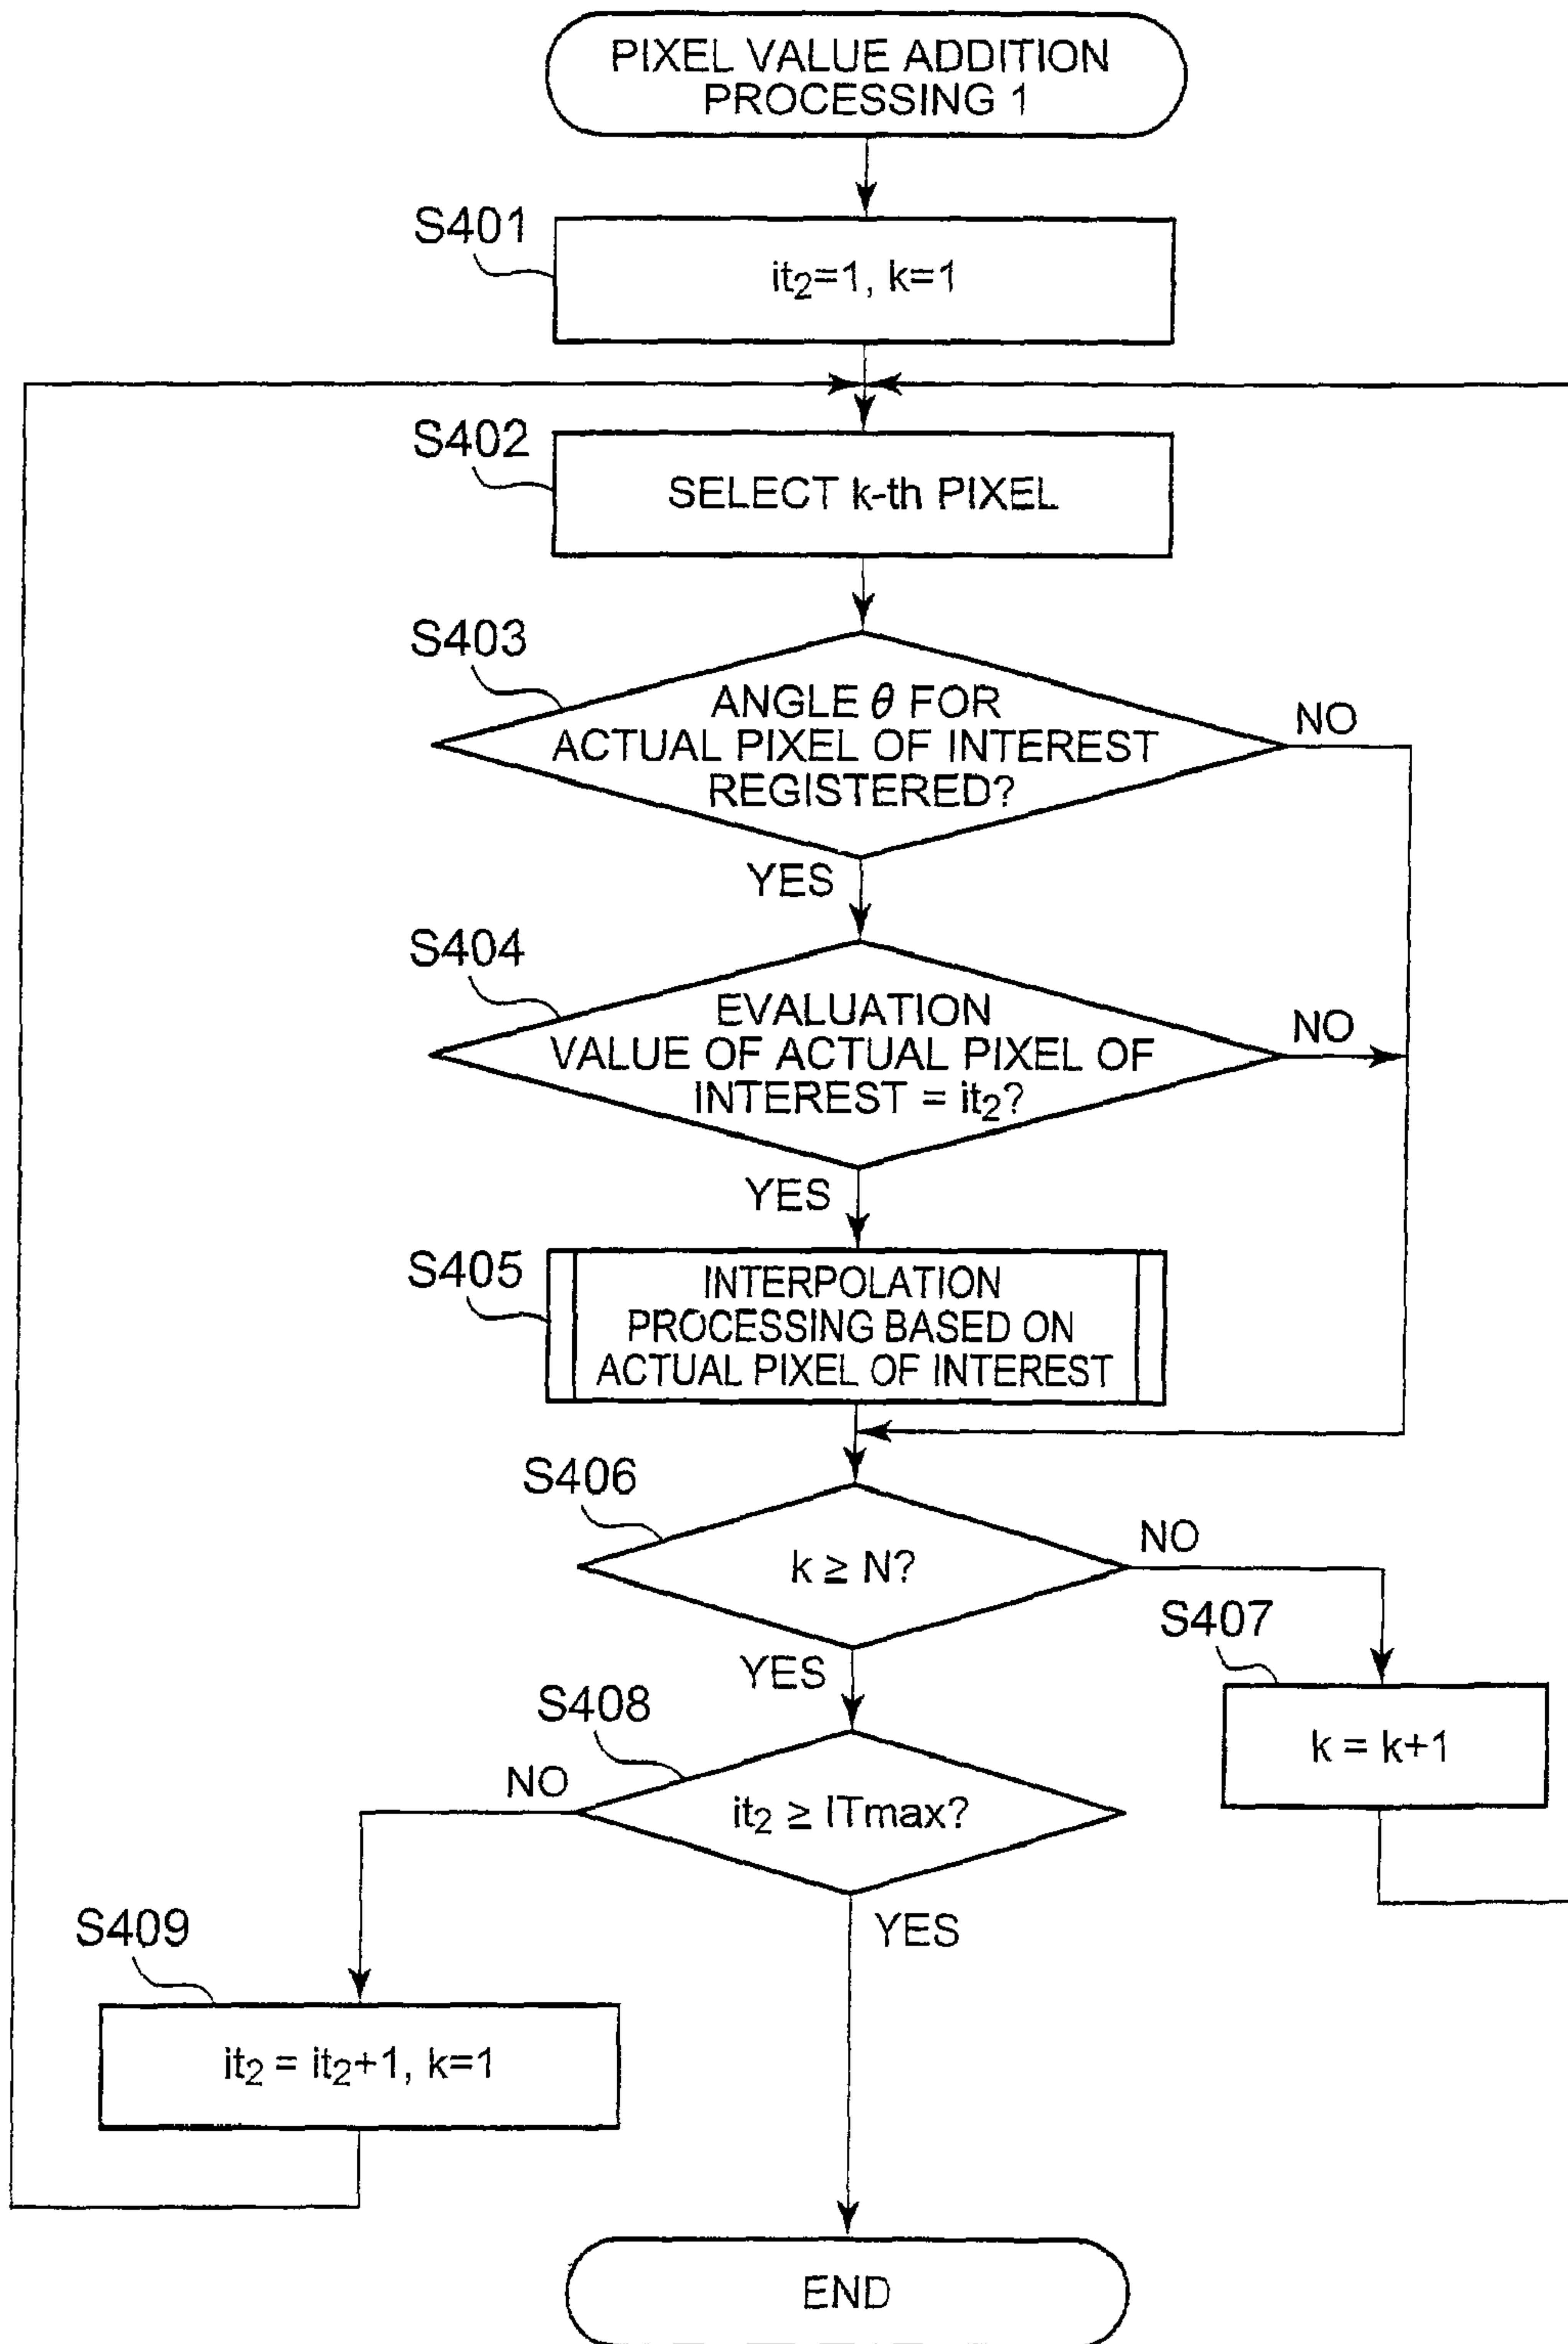 PIXEL VALUE ADDITION
PROCESSING 1
S401
it₂=1, k=1
S402
SELECT k-th PIXEL
S403
ANGLE θ FOR
ACTUAL PIXEL OF INTEREST
REGISTERED?
NO
YES
S404
EVALUATION
VALUE OF ACTUAL PIXEL OF
INTEREST = it₂?
NO
YES
S405
INTERPOLATION
PROCESSING BASED ON
ACTUAL PIXEL OF INTEREST
S406
k ≥ N?
NO
YES
S407
k = k+1
S408
it₂ ≥ ITmax?
NO
YES
S409
it₂ = it₂+1, k=1
END